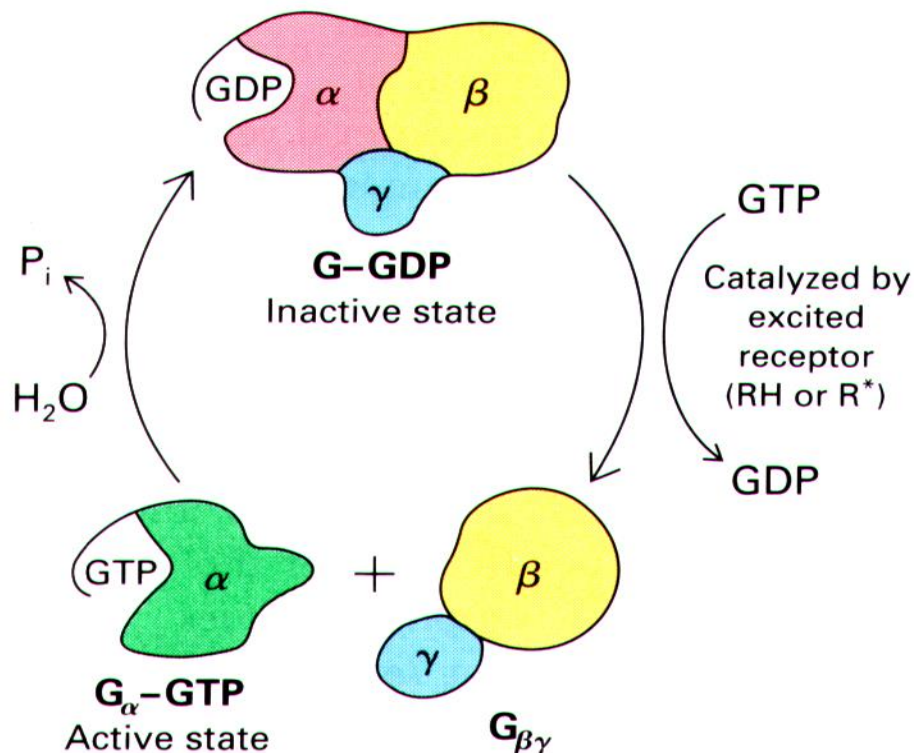 GDP
α
β
γ
G–GDP
Inactive state
GTP
Catalyzed by
excited
receptor
(RH or R*)
GDP
Pᵢ
H₂O
GTP
α
+
β
γ
Gα–GTP
Active state
Gβγ